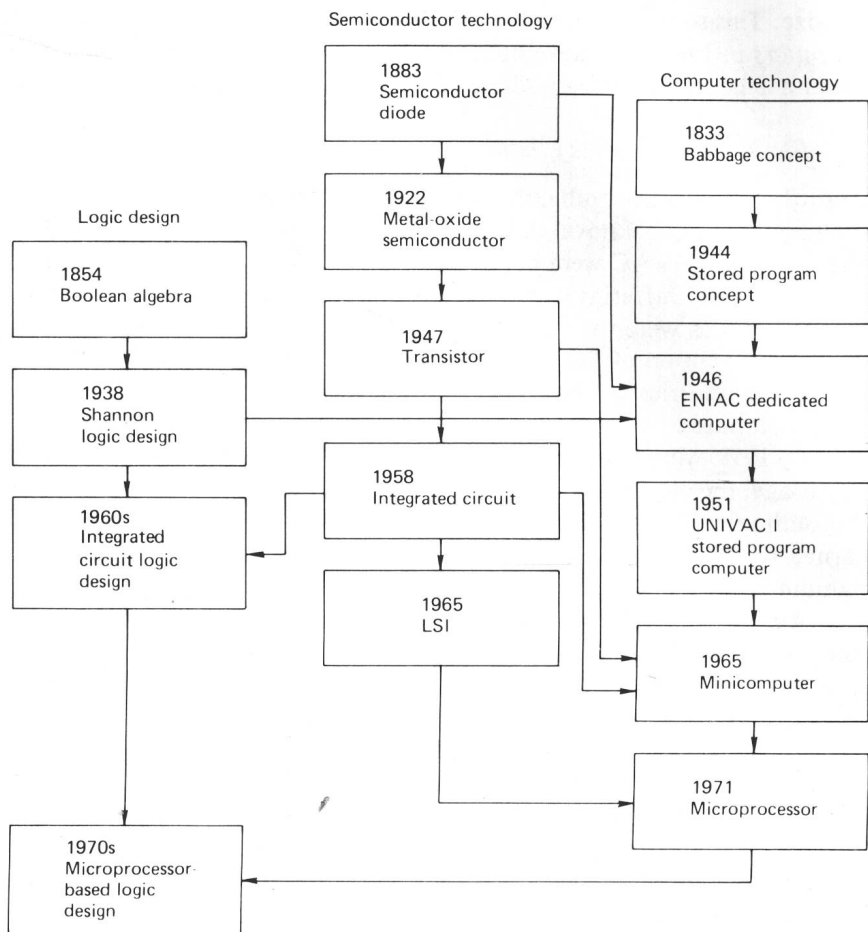 Semiconductor technology
1883
Semiconductor
diode
1922
Metal-oxide
semiconductor
1947
Transistor
1958
Integrated circuit
1965
LSI
Computer technology
1833
Babbage concept
1944
Stored program
concept
1946
ENIAC dedicated
computer
1951
UNIVAC I
stored program
computer
1965
Minicomputer
1971
Microprocessor
Logic design
1854
Boolean algebra
1938
Shannon
logic design
1960s
Integrated
circuit logic
design
1970s
Microprocessor-
based logic
design